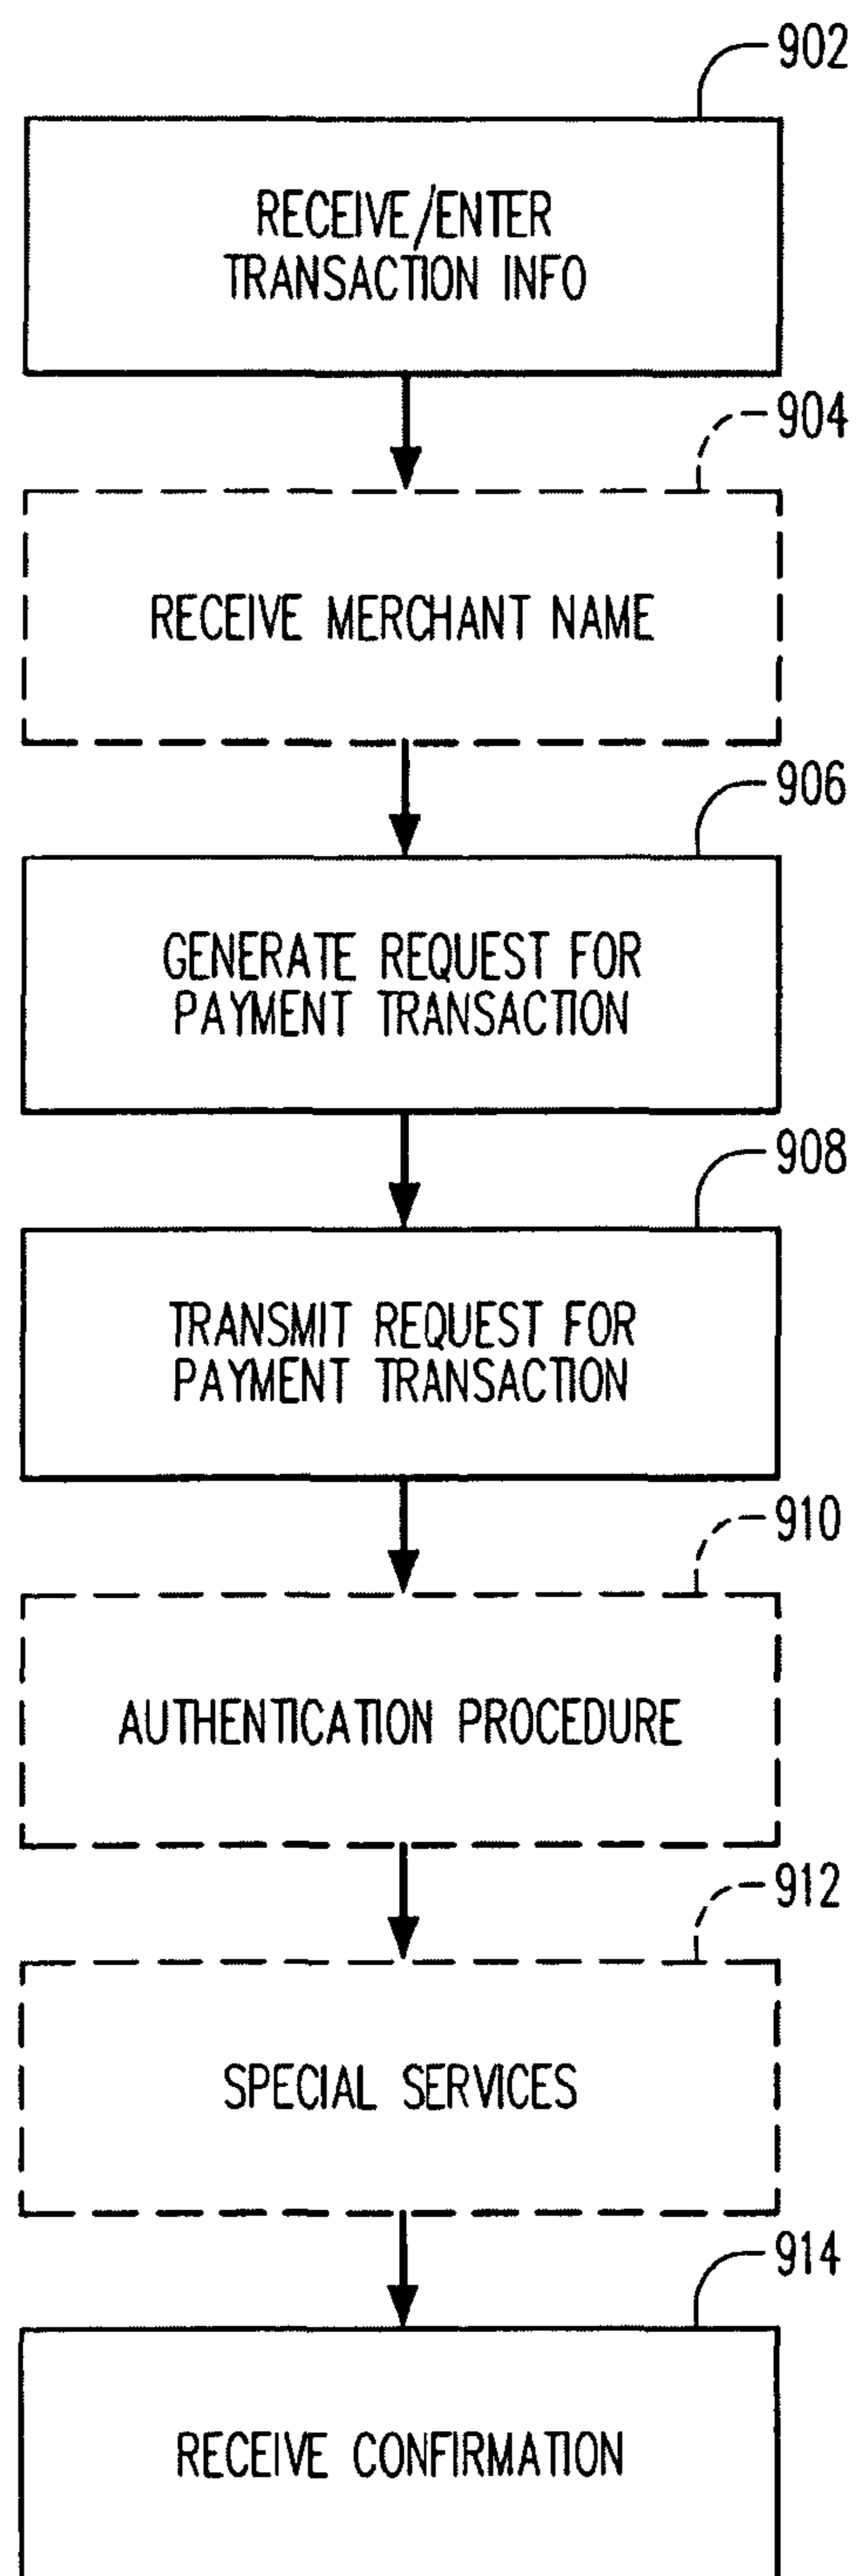 902
RECEIVE/ENTER
TRANSACTION INFO
904
RECEIVE MERCHANT NAME
906
GENERATE REQUEST FOR
PAYMENT TRANSACTION
908
TRANSMIT REQUEST FOR
PAYMENT TRANSACTION
910
AUTHENTICATION PROCEDURE
912
SPECIAL SERVICES
914
RECEIVE CONFIRMATION